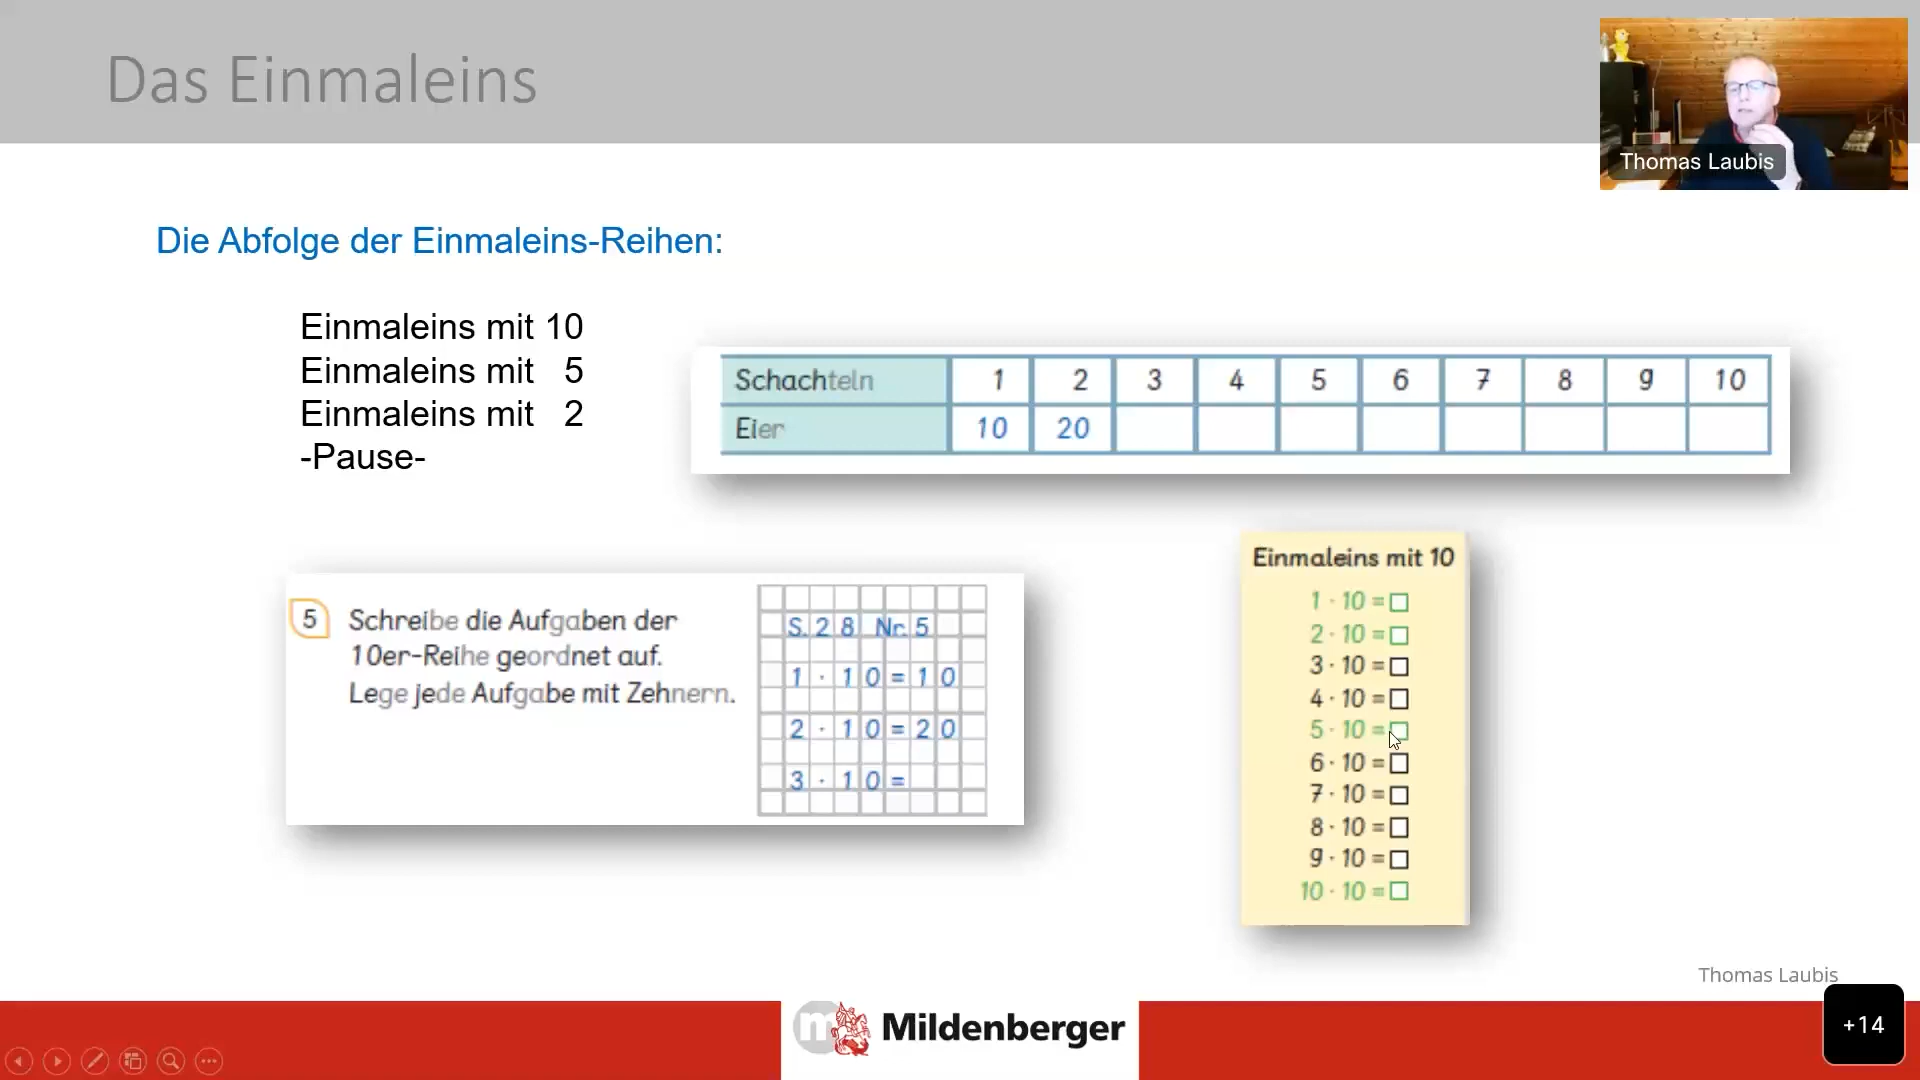 Das Einmaleins
Thomas Laubis
Die Abfolge der Einmaleins-Reihen:
Einmaleins mit 10
Einmaleins mit 5
Einmaleins mit 2
-Pause-
Schachteln 1 2 3 4 5 6 7 8 9 10
Eier 10 20
5 Schreibe die Aufgaben der
10er-Reihe geordnet auf.
Lege jede Aufgabe mit Zehnern.
S. 28 Nr. 5
1 · 10 = 10
2 · 10 = 20
3 · 10 =
Einmaleins mit 10
1 · 10 =
2 · 10 =
3 · 10 =
4 · 10 =
5 · 10 =
6 · 10 =
7 · 10 =
8 · 10 =
9 · 10 =
10 · 10 =
Thomas Laubis
m Mildenberger
+14